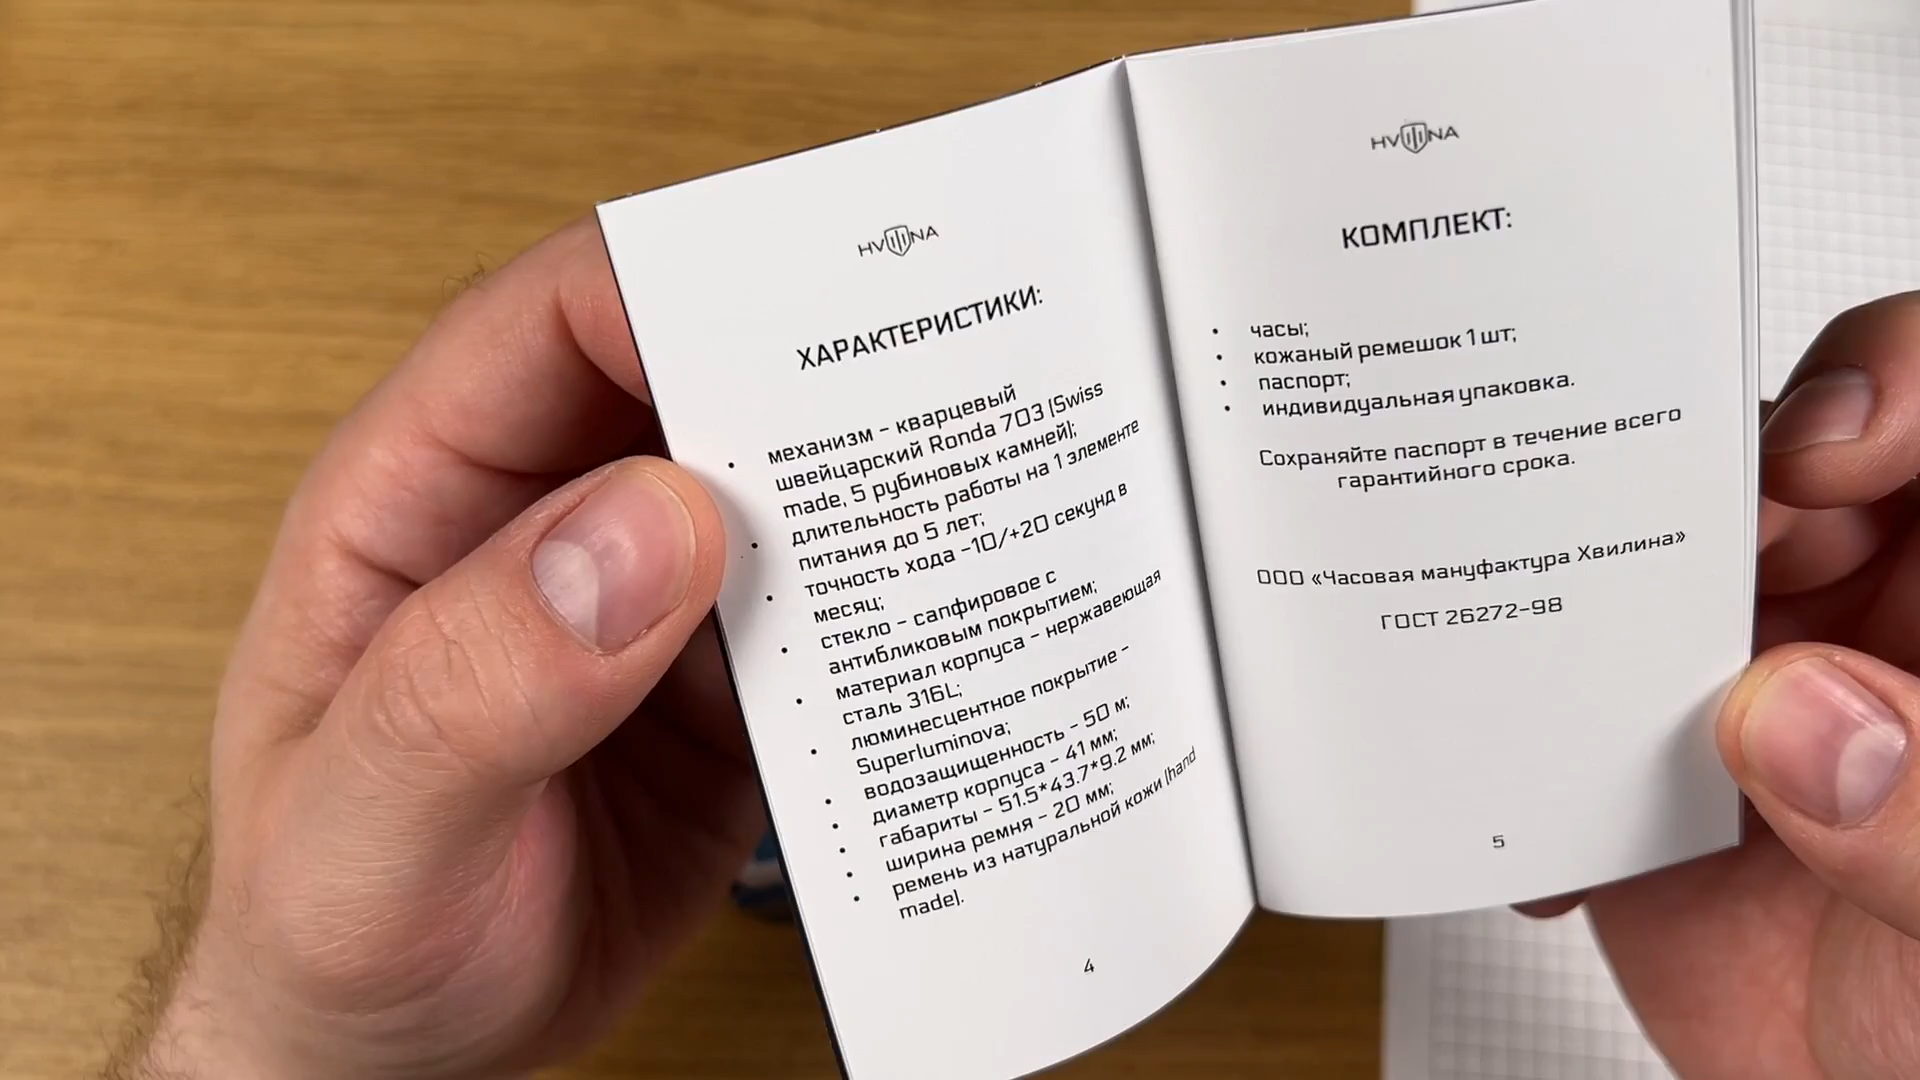 HVILINA
ХАРАКТЕРИСТИКИ:
• механизм – кварцевый
швейцарский Ronda 703 (Swiss
made, 5 рубиновых камней);
• длительность работы на 1 элементе
питания до 5 лет;
• точность хода -10/+20 секунд в
месяц;
• стекло – сапфировое с
антибликовым покрытием;
• материал корпуса – нержавеющая
сталь 316L;
• люминесцентное покрытие –
Superluminova;
• водозащищенность – 50 м;
• диаметр корпуса – 41 мм;
• габариты – 51.5*43.7*9.2 мм;
• ширина ремня – 20 мм;
• ремень из натуральной кожи (hand
made).
4
HVILINA
КОМПЛЕКТ:
• часы;
• кожаный ремешок 1 шт;
• паспорт;
• индивидуальная упаковка.
Сохраняйте паспорт в течение всего
гарантийного срока.
ООО «Часовая мануфактура Хвилина»
ГОСТ 26272-98
5